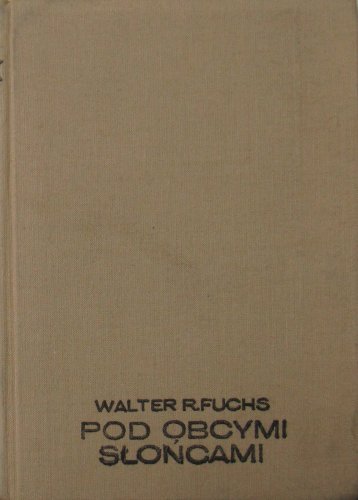 WALTER R.FUCHS
POD OBCYMI
SŁOŃCAMI